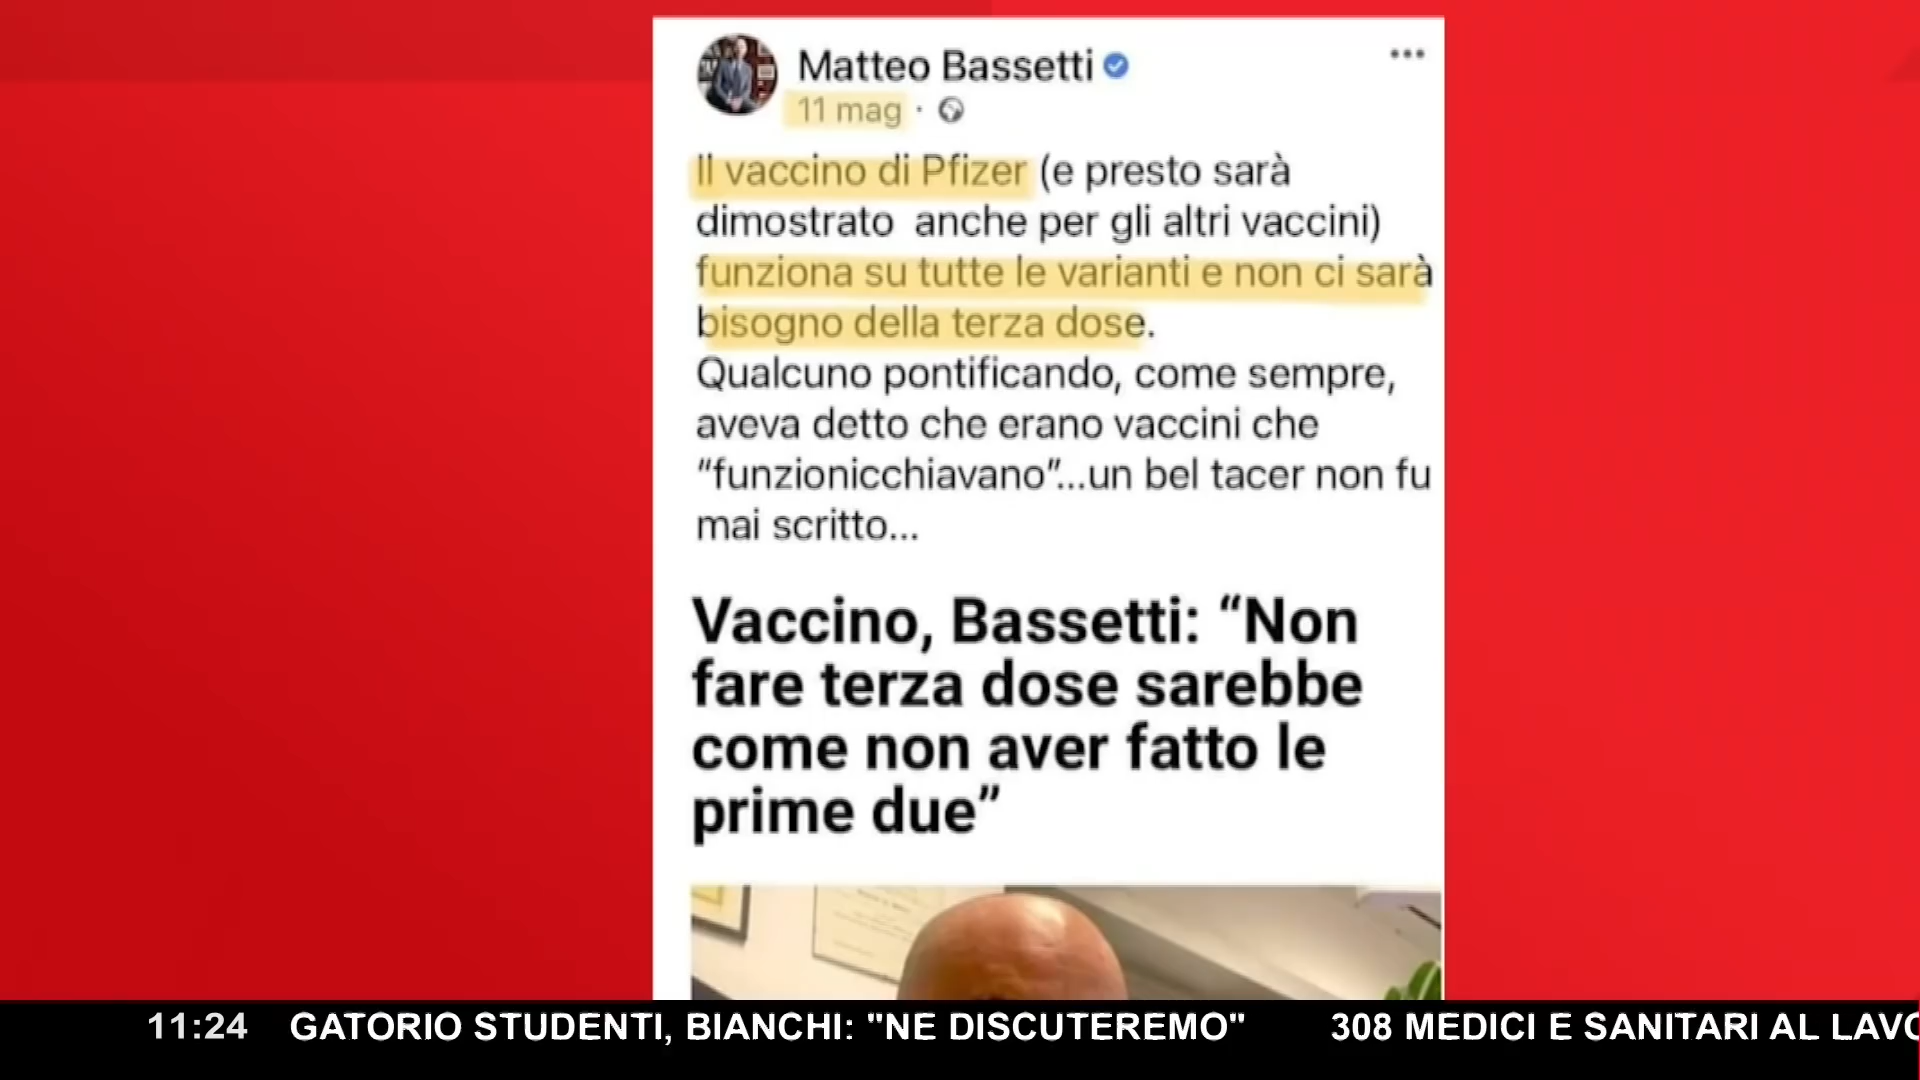 Matteo Bassetti
11 mag ·
Il vaccino di Pfizer (e presto sarà
dimostrato anche per gli altri vaccini)
funziona su tutte le varianti e non ci sarà
bisogno della terza dose.
Qualcuno pontificando, come sempre,
aveva detto che erano vaccini che
“funzionicchiavano”...un bel tacer non fu
mai scritto...
Vaccino, Bassetti: “Non
fare terza dose sarebbe
come non aver fatto le
prime due”
11:24 GATORIO STUDENTI, BIANCHI: "NE DISCUTEREMO" 308 MEDICI E SANITARI AL LAVO